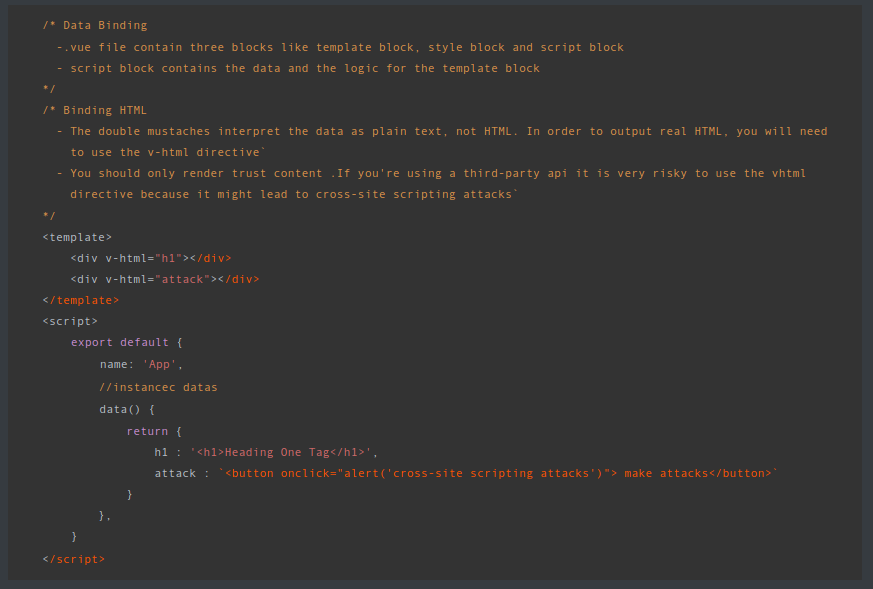 /* Data Binding
-.vue file contain three blocks like template block, style block and script block
- script block contains the data and the logic for the template block
*/
/* Binding HTML
- The double mustaches interpret the data as plain text, not HTML. In order to output real HTML, you will need
to use the v-html directive`
- You should only render trust content .If you're using a third-party api it is very risky to use the vhtml
directive because it might lead to cross-site scripting attacks`
*/
<template>
<div v-html="h1"></div>
<div v-html="attack"></div>
</template>
<script>
export default {
name: 'App',
//instancec datas
data() {
return {
h1 : '<h1>Heading One Tag</h1>',
attack : `<button onclick="alert('cross-site scripting attacks')"> make attacks</button>`
}
},
}
</script>